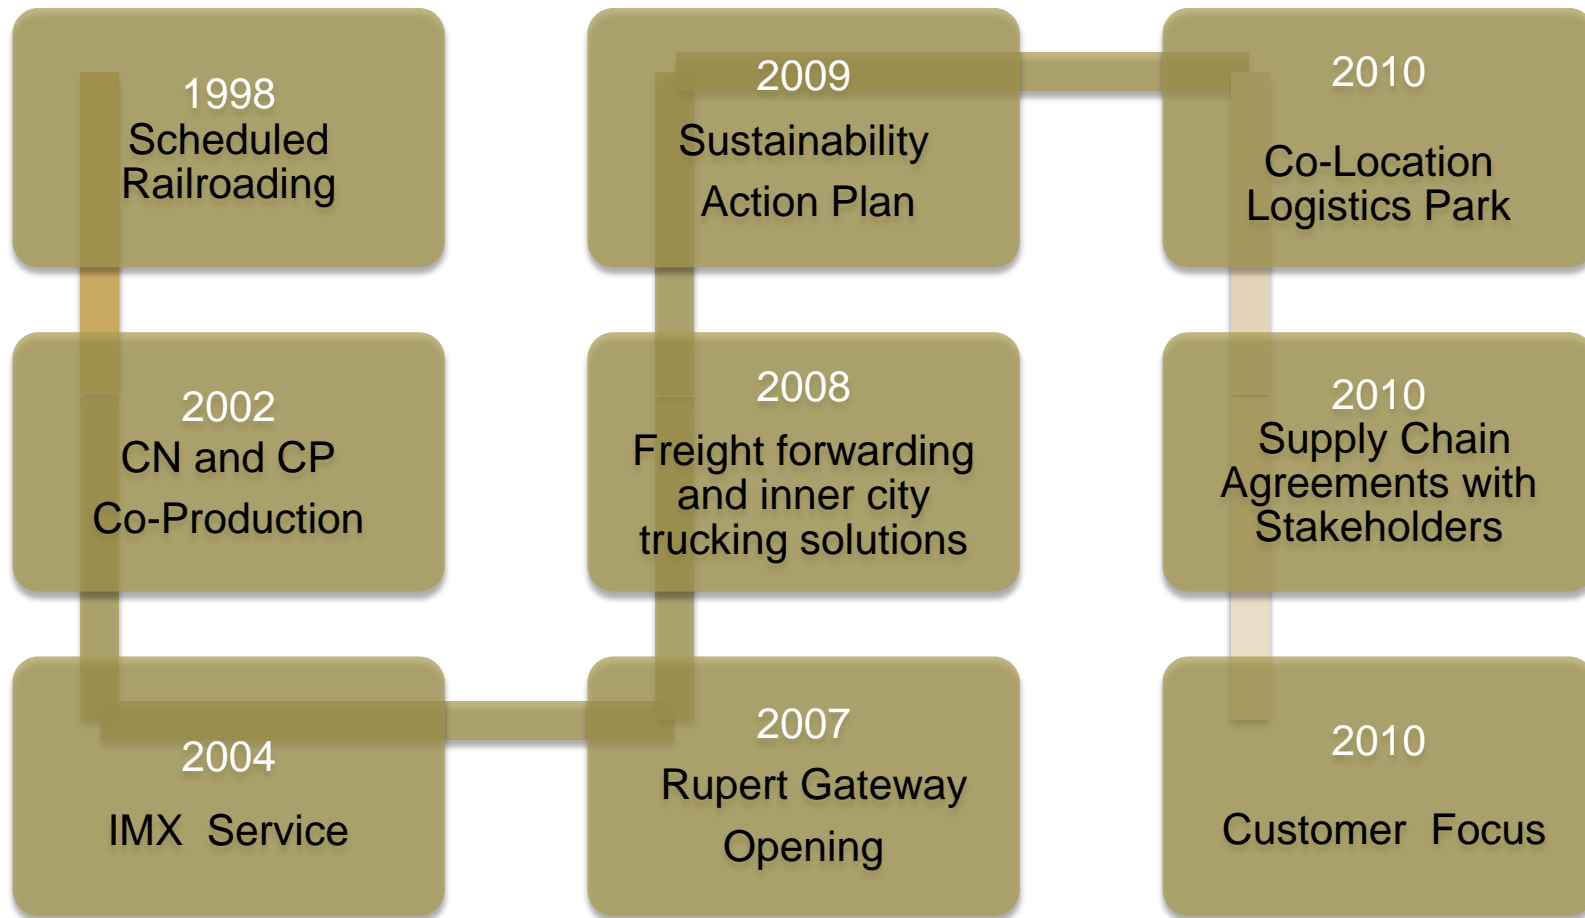 1998
Scheduled
Railroading
2002
CN and CP
Co-Production
2004
IMX Service
2007
Rupert Gateway
Opening
2008
Freight forwarding
and inner city
trucking solutions
2009
Sustainability
Action Plan
2010
Co-Location
Logistics Park
2010
Supply Chain
Agreements with
Stakeholders
2010
Customer Focus